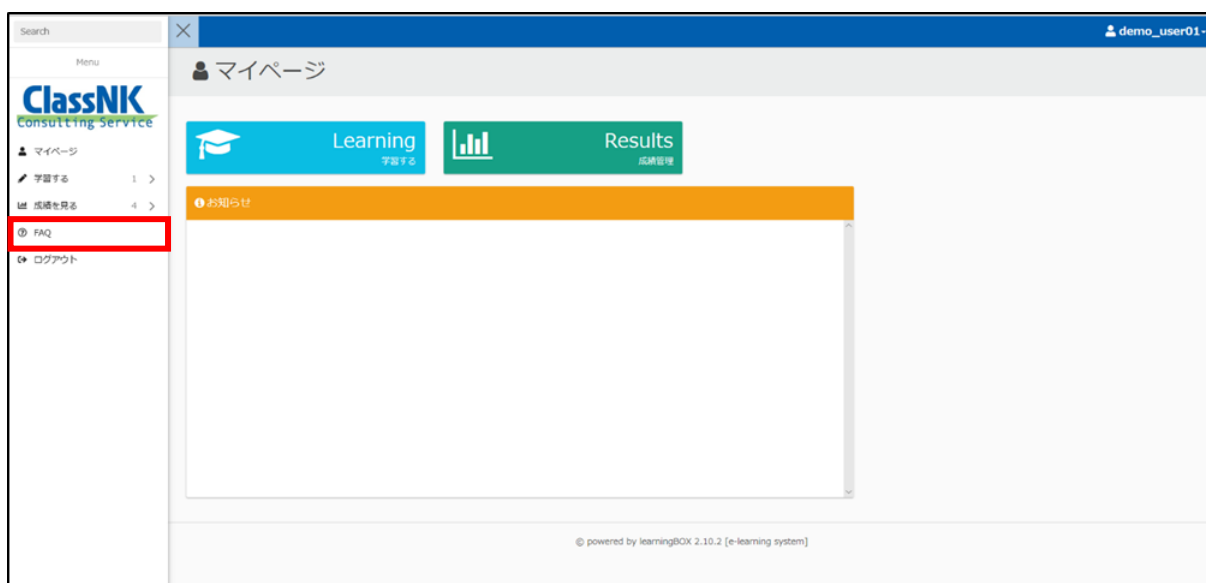 Search
demo_user01
Menu
マイページ
ClassNK
Consulting Service
Learning
学習する
Results
成績管理
マイページ
学習する 1
成績を見る 4
お知らせ
FAQ
ログアウト
© powered by learningBOX 2.10.2 [e-learning system]